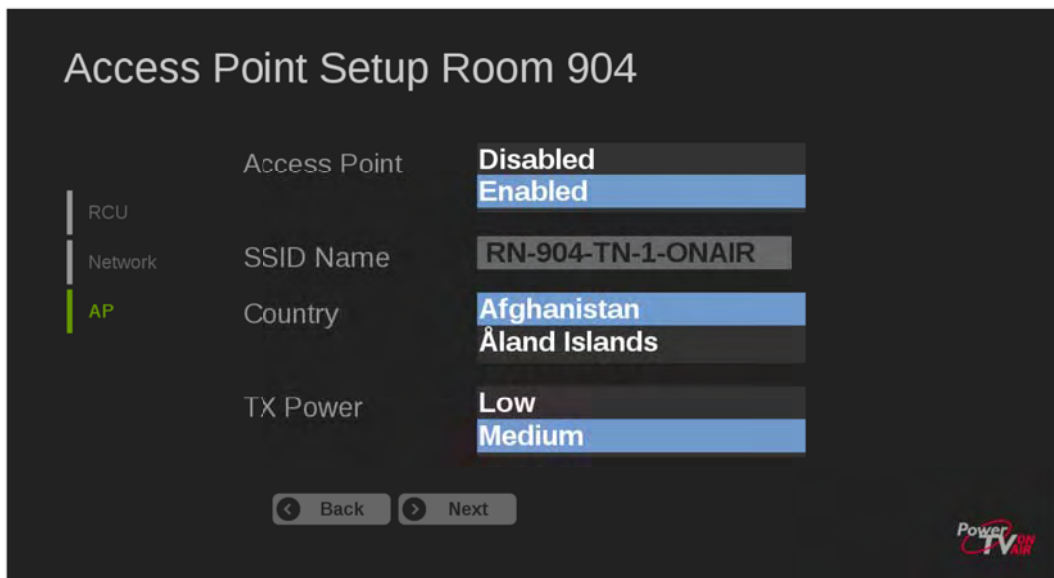 Access Point Setup Room 904
Access Point
Disabled
Enabled
RCU
Network
AP
SSID Name
RN-904-TN-1-ONAIR
Country
Afghanistan
Åland Islands
TX Power
Low
Medium
Back
Next
Power
TV ON
AIR